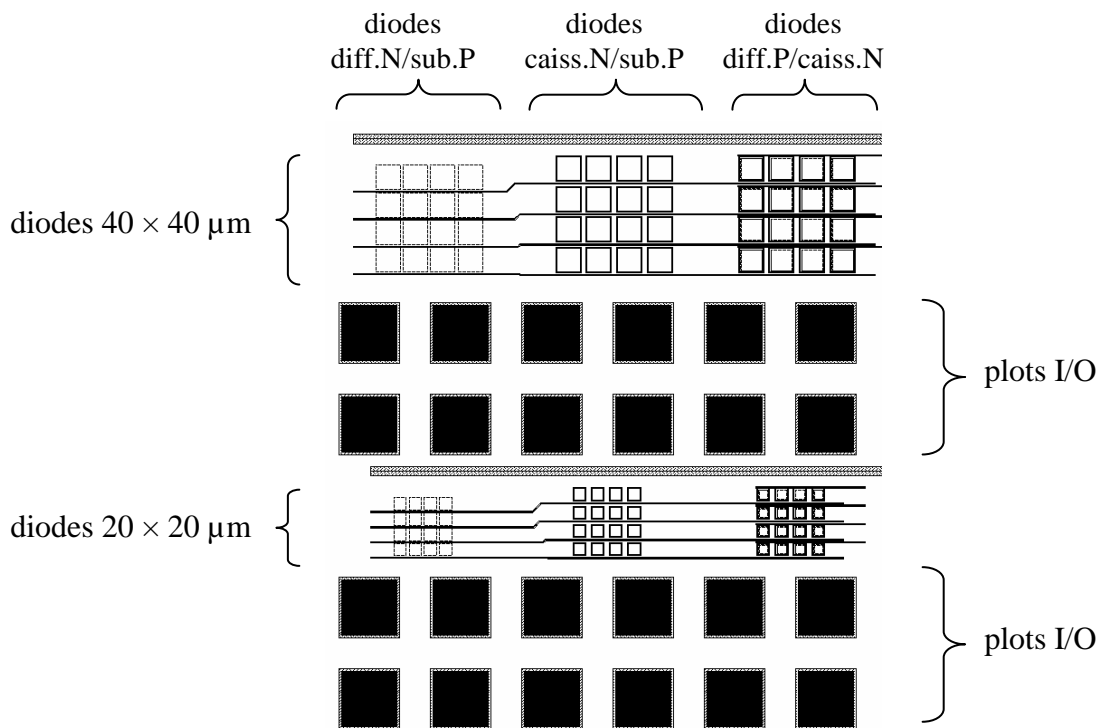 diodes
diff.N/sub.P
diodes
caiss.N/sub.P
diodes
diff.P/caiss.N
diodes 40 × 40 µm
plots I/O
diodes 20 × 20 µm
plots I/O